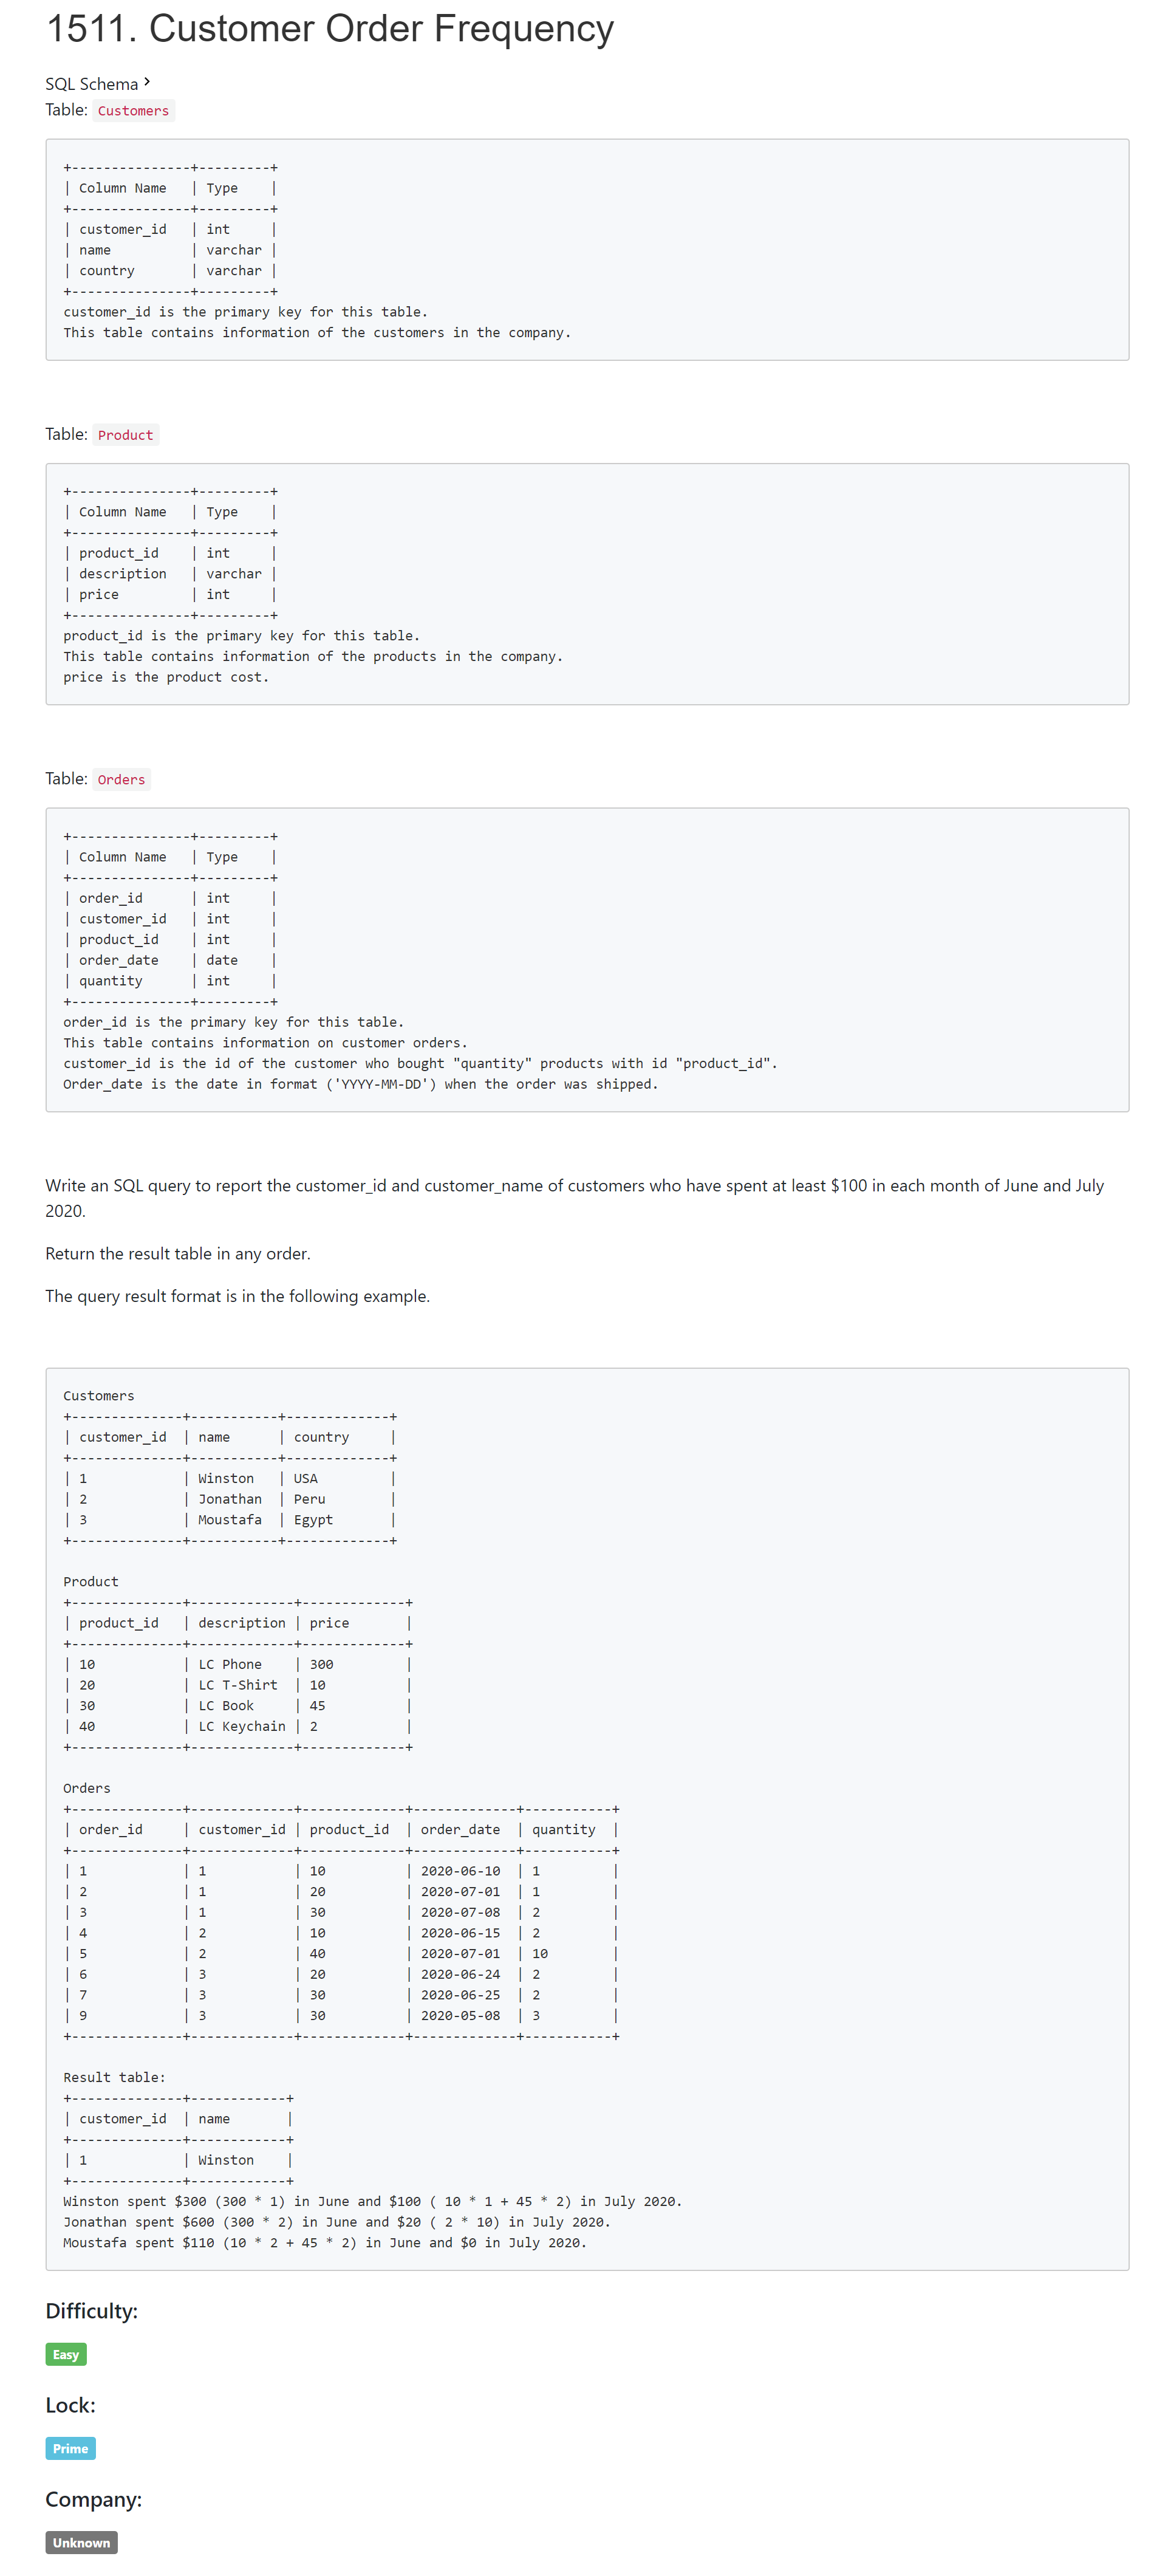 1511. Customer Order Frequency
SQL Schema >
Table: Customers
+---------------+---------+
| Column Name   | Type    |
+---------------+---------+
| customer_id   | int     |
| name          | varchar |
| country       | varchar |
+---------------+---------+
customer_id is the primary key for this table.
This table contains information of the customers in the company.
Table: Product
+---------------+---------+
| Column Name   | Type    |
+---------------+---------+
| product_id    | int     |
| description   | varchar |
| price         | int     |
+---------------+---------+
product_id is the primary key for this table.
This table contains information of the products in the company.
price is the product cost.
Table: Orders
+---------------+---------+
| Column Name   | Type    |
+---------------+---------+
| order_id      | int     |
| customer_id   | int     |
| product_id    | int     |
| order_date    | date    |
| quantity      | int     |
+---------------+---------+
order_id is the primary key for this table.
This table contains information on customer orders.
customer_id is the id of the customer who bought "quantity" products with id "product_id".
Order_date is the date in format ('YYYY-MM-DD') when the order was shipped.
Write an SQL query to report the customer_id and customer_name of customers who have spent at least $100 in each month of June and July
2020.
Return the result table in any order.
The query result format is in the following example.
Customers
+--------------+-----------+-------------+
| customer_id  | name      | country     |
+--------------+-----------+-------------+
| 1            | Winston   | USA         |
| 2            | Jonathan  | Peru        |
| 3            | Moustafa  | Egypt       |
+--------------+-----------+-------------+
Product
+--------------+-------------+-------------+
| product_id   | description | price       |
+--------------+-------------+-------------+
| 10           | LC Phone    | 300         |
| 20           | LC T-Shirt  | 10          |
| 30           | LC Book     | 45          |
| 40           | LC Keychain | 2           |
+--------------+-------------+-------------+
Orders
+--------------+-------------+-------------+-------------+-----------+
| order_id     | customer_id | product_id  | order_date  | quantity  |
+--------------+-------------+-------------+-------------+-----------+
| 1            | 1           | 10          | 2020-06-10  | 1         |
| 2            | 1           | 20          | 2020-07-01  | 1         |
| 3            | 1           | 30          | 2020-07-08  | 2         |
| 4            | 2           | 10          | 2020-06-15  | 2         |
| 5            | 2           | 40          | 2020-07-01  | 10        |
| 6            | 3           | 20          | 2020-06-24  | 2         |
| 7            | 3           | 30          | 2020-06-25  | 2         |
| 9            | 3           | 30          | 2020-05-08  | 3         |
+--------------+-------------+-------------+-------------+-----------+
Result table:
+--------------+------------+
| customer_id  | name       |
+--------------+------------+
| 1            | Winston    |
+--------------+------------+
Winston spent $300 (300 * 1) in June and $100 ( 10 * 1 + 45 * 2) in July 2020.
Jonathan spent $600 (300 * 2) in June and $20 ( 2 * 10) in July 2020.
Moustafa spent $110 (10 * 2 + 45 * 2) in June and $0 in July 2020.
Difficulty:
Easy
Lock:
Prime
Company:
Unknown